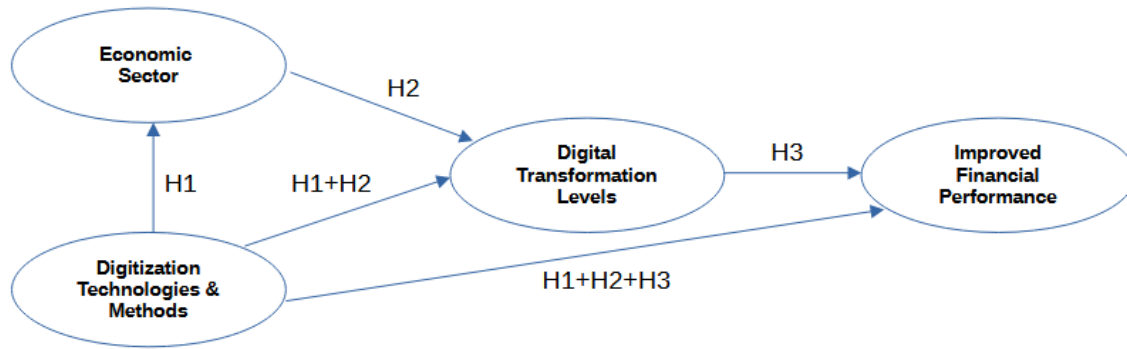 Economic
Sector
H2
Digital
Transformation
Levels
H3
Improved
Financial
Performance
H1
H1+H2
Digitization
Technologies &
Methods
H1+H2+H3